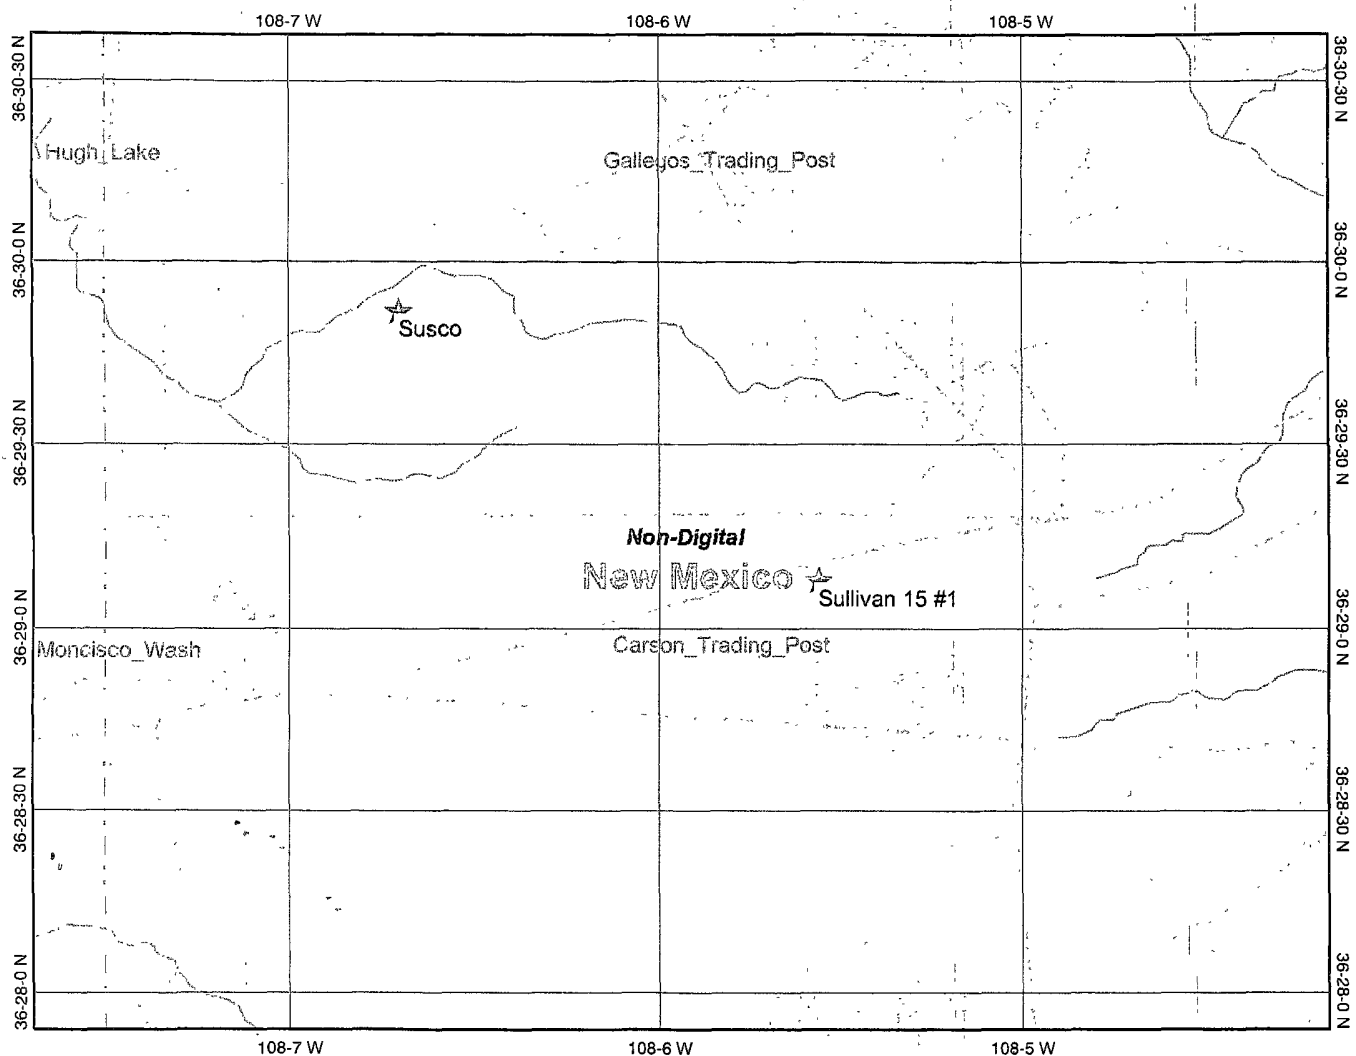 108-7 W 108-6 W 108-5 W
36-30-30 N 36-30-30 N
Hugh_Lake Gallegos_Trading_Post
36-30-0 N 36-30-0 N
Susco
36-29-30 N 36-29-30 N
Non-Digital
New Mexico
Sullivan 15 #1
36-29-0 N 36-29-0 N
Moncisco_Wash Carson_Trading_Post
36-28-30 N 36-28-30 N
36-28-0 N 36-28-0 N
108-7 W 108-6 W 108-5 W